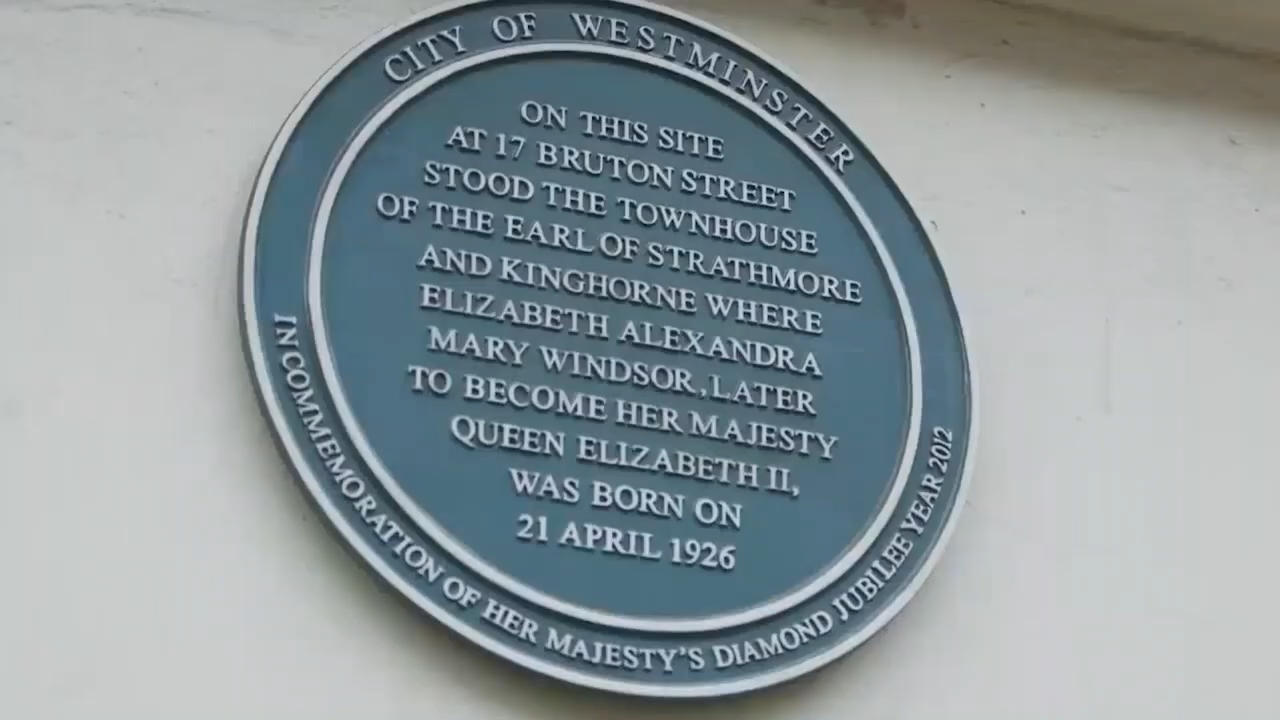 CITY OF WESTMINSTER
ON THIS SITE
AT 17 BRUTON STREET
STOOD THE TOWNHOUSE
OF THE EARL OF STRATHMORE
AND KINGHORNE WHERE
ELIZABETH ALEXANDRA
MARY WINDSOR, LATER
TO BECOME HER MAJESTY
QUEEN ELIZABETH II,
WAS BORN ON
21 APRIL 1926
IN COMMEMORATION OF HER MAJESTY'S DIAMOND JUBILEE YEAR 2012